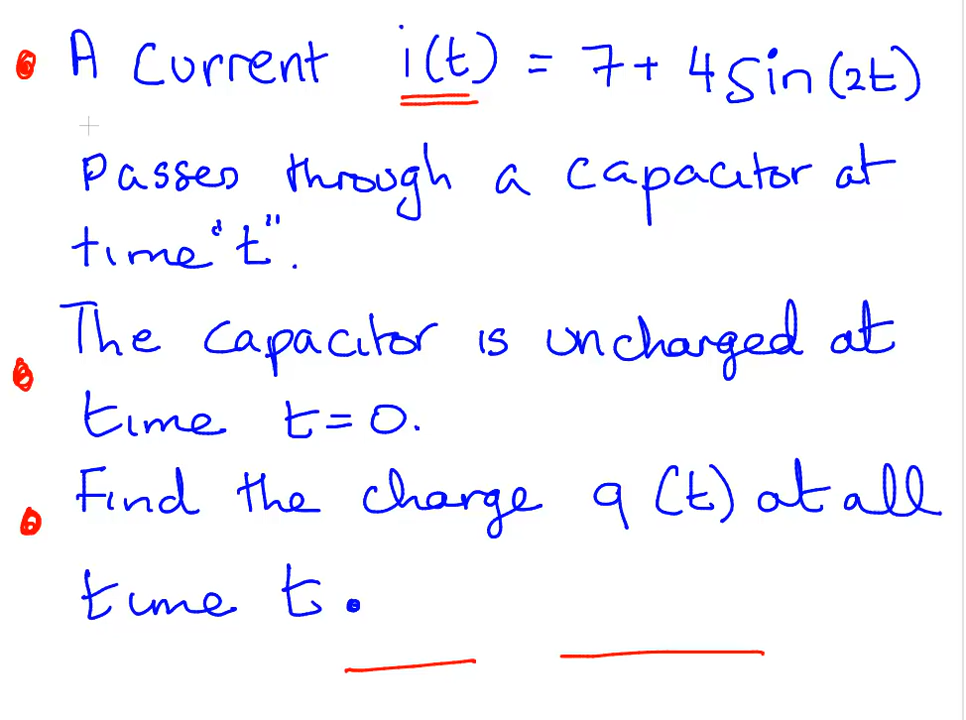 A Current i(t) = 7 + 4 Sin (2t)
Passes through a capacitor at
time "t".
The capacitor is uncharged at
time t = 0.
Find the charge q (t) at all
time t.